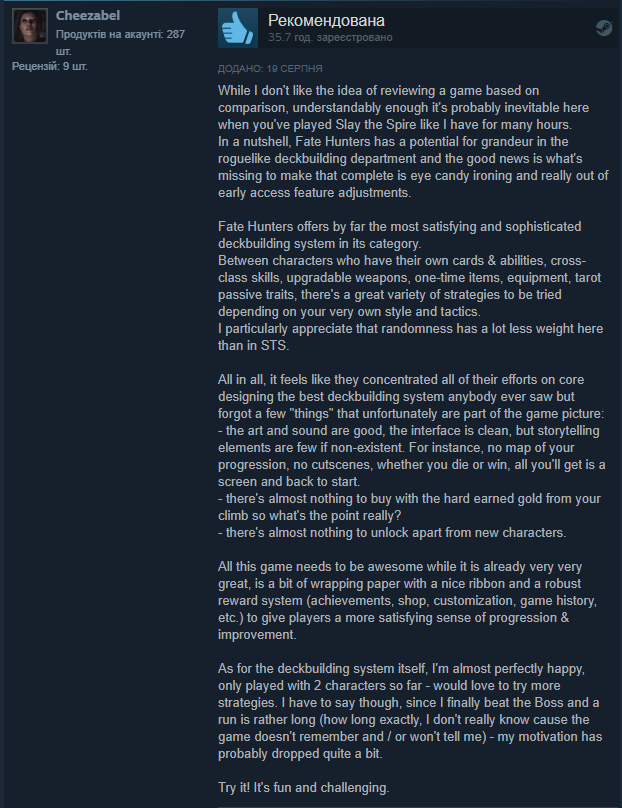 Cheezabel
Продуктів на акаунті: 287
шт.
Рецензій: 9 шт.
Рекомендована
35.7 год. зареєстровано
ДОДАНО: 19 СЕРПНЯ
While I don't like the idea of reviewing a game based on
comparison, understandably enough it's probably inevitable here
when you've played Slay the Spire like I have for many hours.
In a nutshell, Fate Hunters has a potential for grandeur in the
roguelike deckbuilding department and the good news is what's
missing to make that complete is eye candy ironing and really out of
early access feature adjustments.
Fate Hunters offers by far the most satisfying and sophisticated
deckbuilding system in its category.
Between characters who have their own cards & abilities, cross-
class skills, upgradable weapons, one-time items, equipment, tarot
passive traits, there's a great variety of strategies to be tried
depending on your very own style and tactics.
I particularly appreciate that randomness has a lot less weight here
than in STS.
All in all, it feels like they concentrated all of their efforts on core
designing the best deckbuilding system anybody ever saw but
forgot a few "things" that unfortunately are part of the game picture:
- the art and sound are good, the interface is clean, but storytelling
elements are few if non-existent. For instance, no map of your
progression, no cutscenes, whether you die or win, all you'll get is a
screen and back to start.
- there's almost nothing to buy with the hard earned gold from your
climb so what's the point really?
- there's almost nothing to unlock apart from new characters.
All this game needs to be awesome while it is already very very
great, is a bit of wrapping paper with a nice ribbon and a robust
reward system (achievements, shop, customization, game history,
etc.) to give players a more satisfying sense of progression &
improvement.
As for the deckbuilding system itself, I'm almost perfectly happy,
only played with 2 characters so far - would love to try more
strategies. I have to say though, since I finally beat the Boss and a
run is rather long (how long exactly, I don't really know cause the
game doesn't remember and / or won't tell me) - my motivation has
probably dropped quite a bit.
Try it! It's fun and challenging.